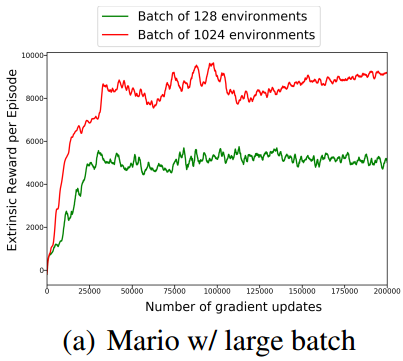 Batch of 128 environments
Batch of 1024 environments
Extrinsic Reward per Episode
10000
8000
6000
4000
2000
0
0 25000 50000 75000 100000 125000 150000 175000 200000
Number of gradient updates
(a) Mario w/ large batch